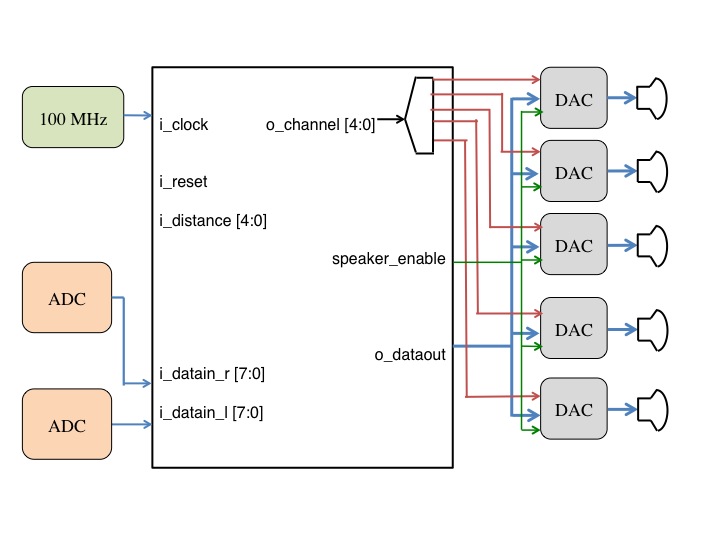 100 MHz
i_clock
o_channel [4:0]
i_reset
i_distance [4:0]
speaker_enable
o_dataout
i_datain_r [7:0]
i_datain_l [7:0]
ADC
ADC
DAC
DAC
DAC
DAC
DAC